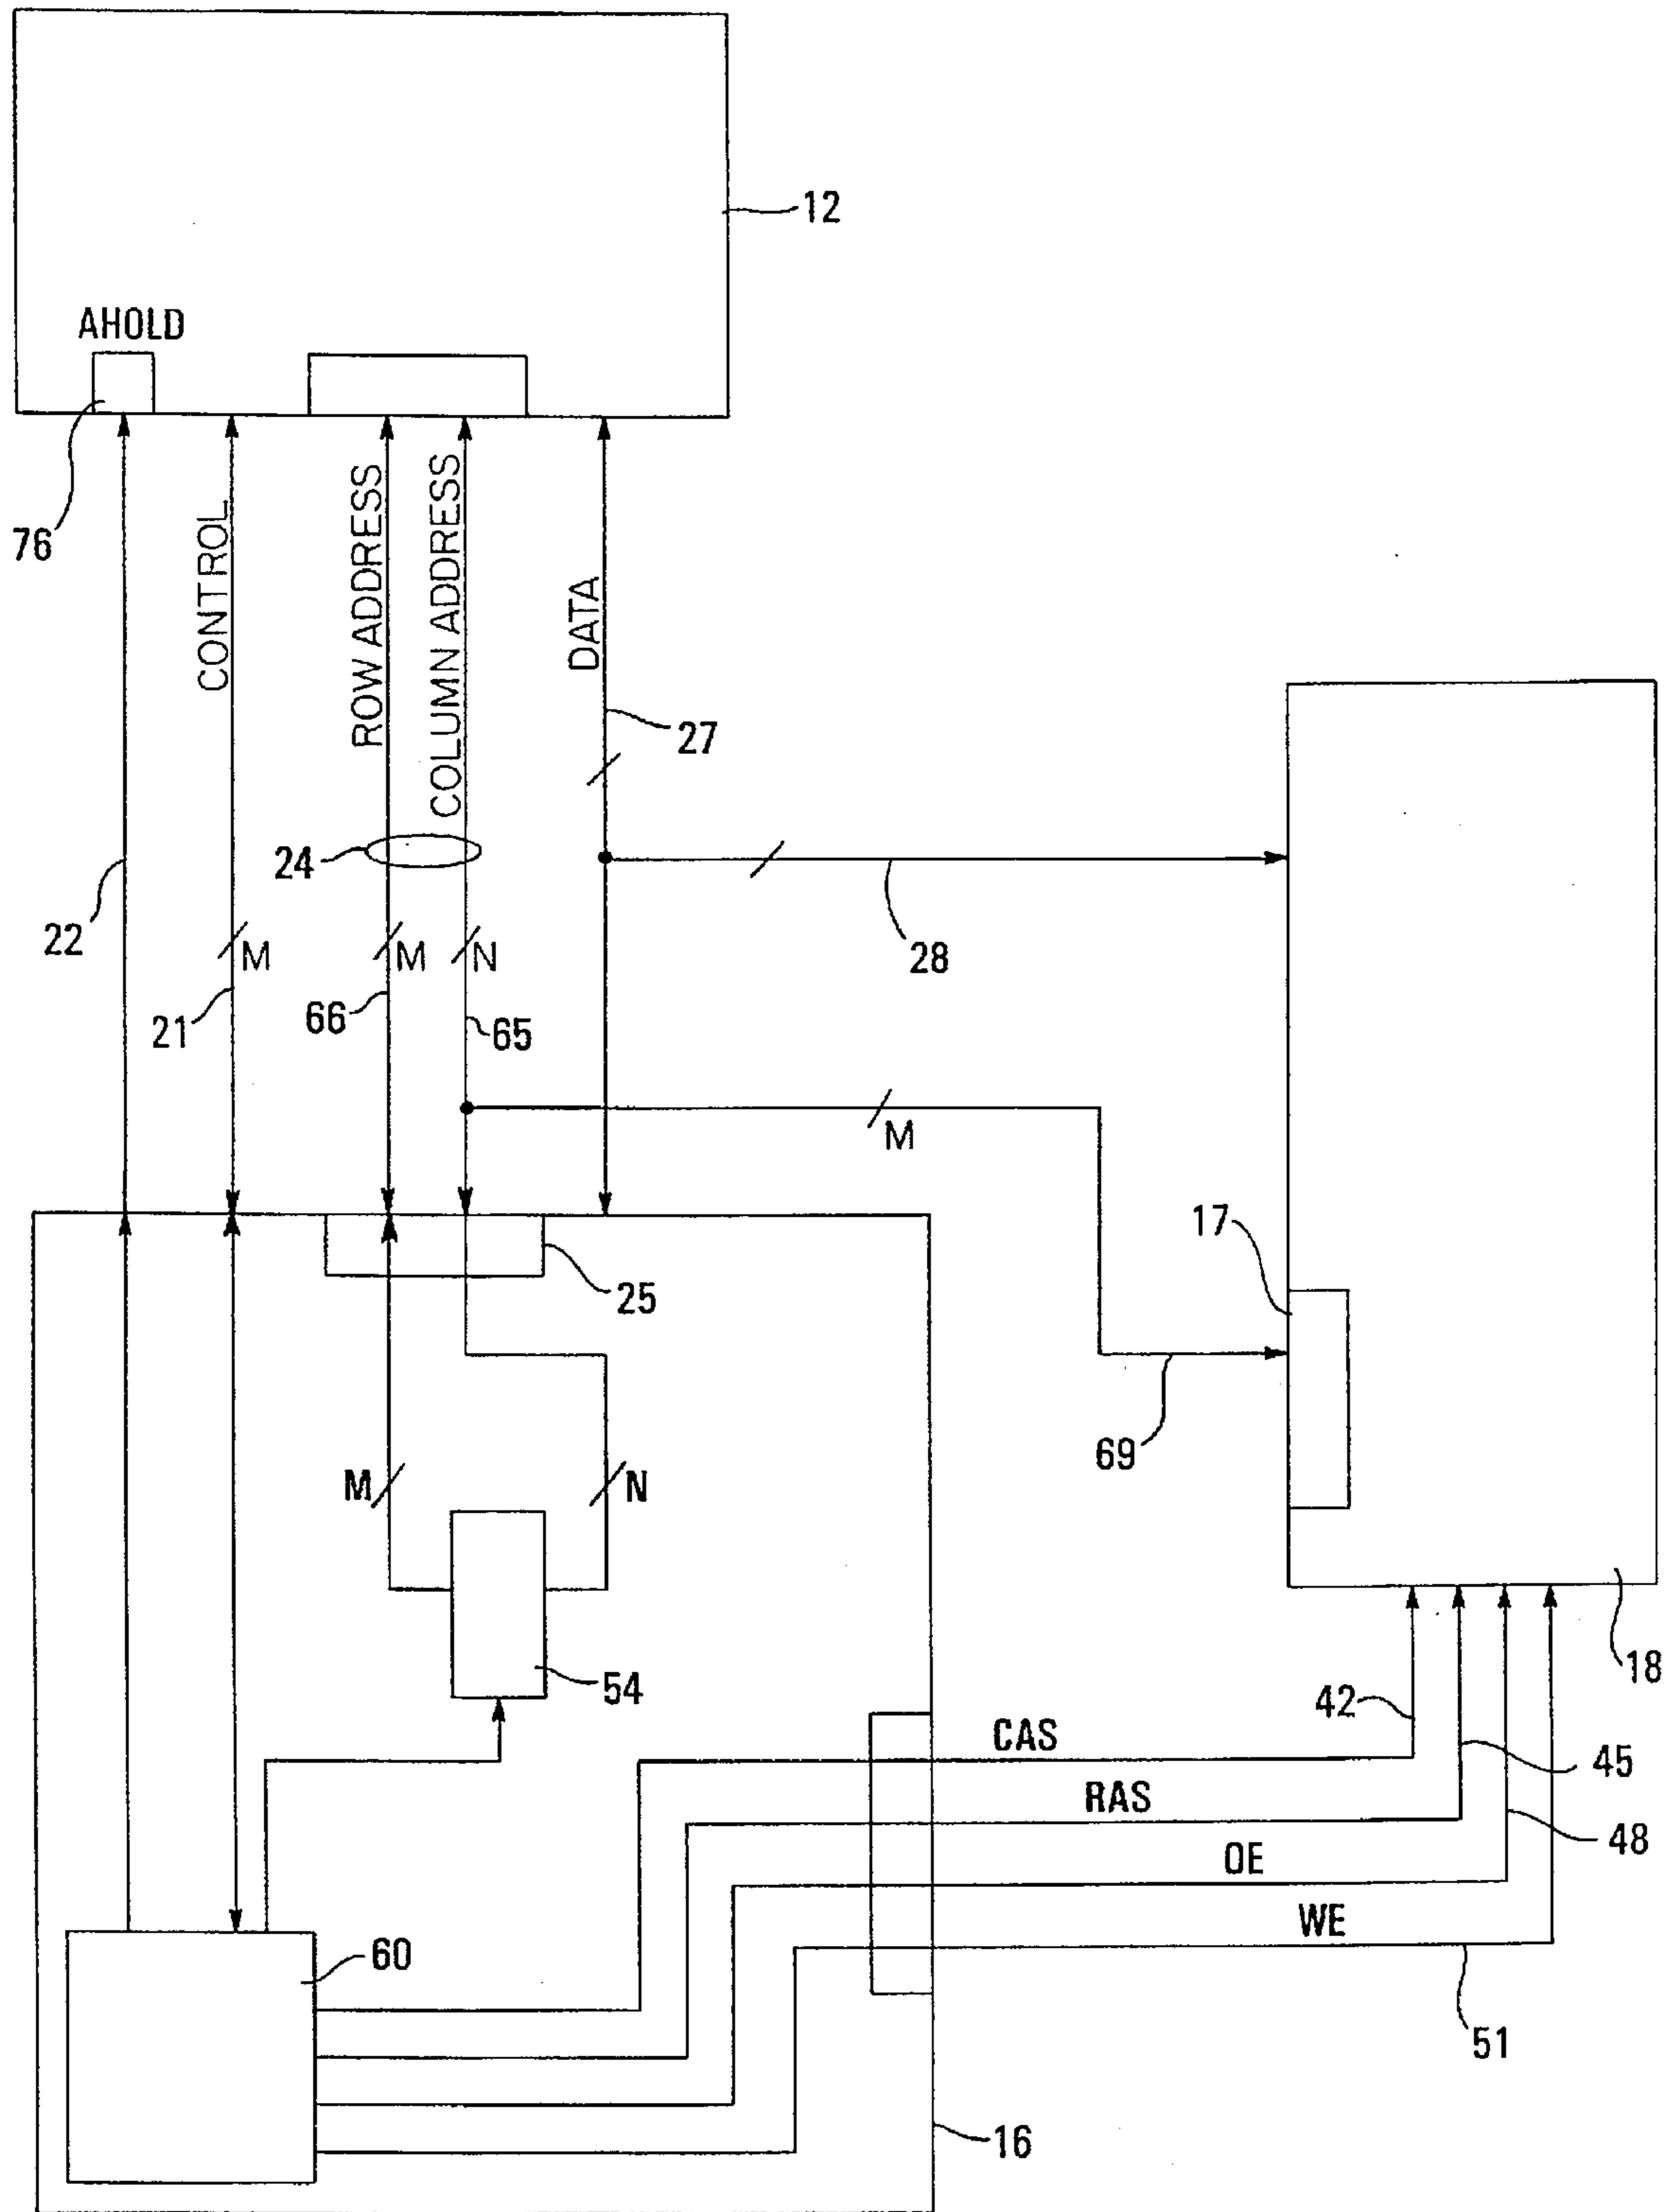 12
AHOLD
76
CONTROL
ROW ADDRESS
COLUMN ADDRESS
DATA
27
24
22
M
M
N
28
21
66
65
M
17
25
69
M
N
54
18
42
CAS
45
RAS
48
OE
WE
60
51
16